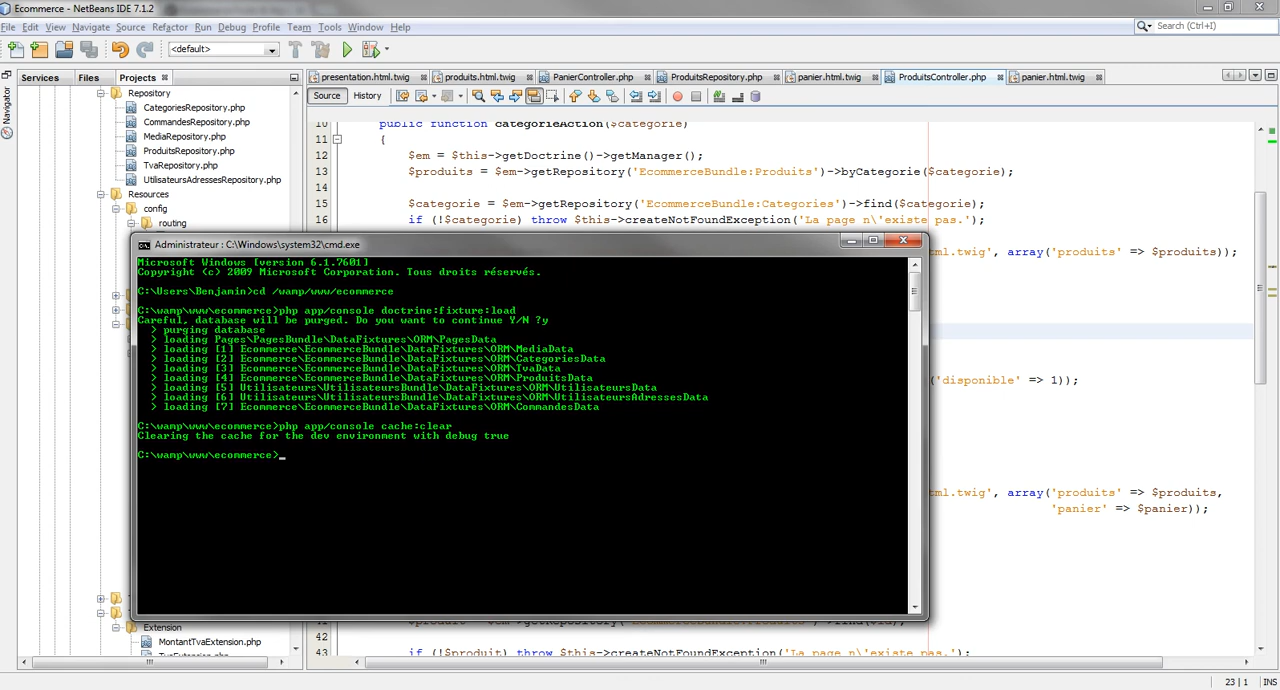 Ecommerce - NetBeans IDE 7.1.2
File Edit View Navigate Source Refactor Run Debug Profile Team Tools Window Help
Search (Ctrl+I)
<default>
Services Files Projects
presentation.html.twig produits.html.twig PanierController.php ProduitsRepository.php panier.html.twig ProduitsController.php panier.html.twig
Navigator
Source History
Repository
CategoriesRepository.php
CommandesRepository.php
MediaRepository.php
ProduitsRepository.php
TvaRepository.php
UtilisateursAdressesRepository.php
Resources
config
routing
Extension
MontantTvaExtension.php
10 public function categorieAction($categorie)
11 {
12 $em = $this->getDoctrine()->getManager();
13 $produits = $em->getRepository('EcommerceBundle:Produits')->byCategorie($categorie);
14
15 $categorie = $em->getRepository('EcommerceBundle:Categories')->find($categorie);
16 if (!$categorie) throw $this->createNotFoundException('La page n\'existe pas.');
.twig', array('produits' => $produits));
('disponible' => 1));
.twig', array('produits' => $produits,
'panier' => $panier));
42
43 if (!$produit) throw $this->createNotFoundException('La page n\'existe pas.');
Administrateur : C:\Windows\system32\cmd.exe
Microsoft Windows [version 6.1.7601]
Copyright (c) 2009 Microsoft Corporation. Tous droits réservés.
C:\Users\Benjamin>cd /wamp/www/ecommerce
C:\wamp\www\ecommerce>php app/console doctrine:fixture:load
Careful, database will be purged. Do you want to continue Y/N ?y
> purging database
> loading Pages\PagesBundle\DataFixtures\ORM\PagesData
> loading [1] Ecommerce\EcommerceBundle\DataFixtures\ORM\MediaData
> loading [2] Ecommerce\EcommerceBundle\DataFixtures\ORM\CategoriesData
> loading [3] Ecommerce\EcommerceBundle\DataFixtures\ORM\TvaData
> loading [4] Ecommerce\EcommerceBundle\DataFixtures\ORM\ProduitsData
> loading [5] Utilisateurs\UtilisateursBundle\DataFixtures\ORM\UtilisateursData
> loading [6] Utilisateurs\UtilisateursBundle\DataFixtures\ORM\UtilisateursAdressesData
> loading [7] Ecommerce\EcommerceBundle\DataFixtures\ORM\CommandesData
C:\wamp\www\ecommerce>php app/console cache:clear
Clearing the cache for the dev environment with debug true
C:\wamp\www\ecommerce>_
23 | 1 INS